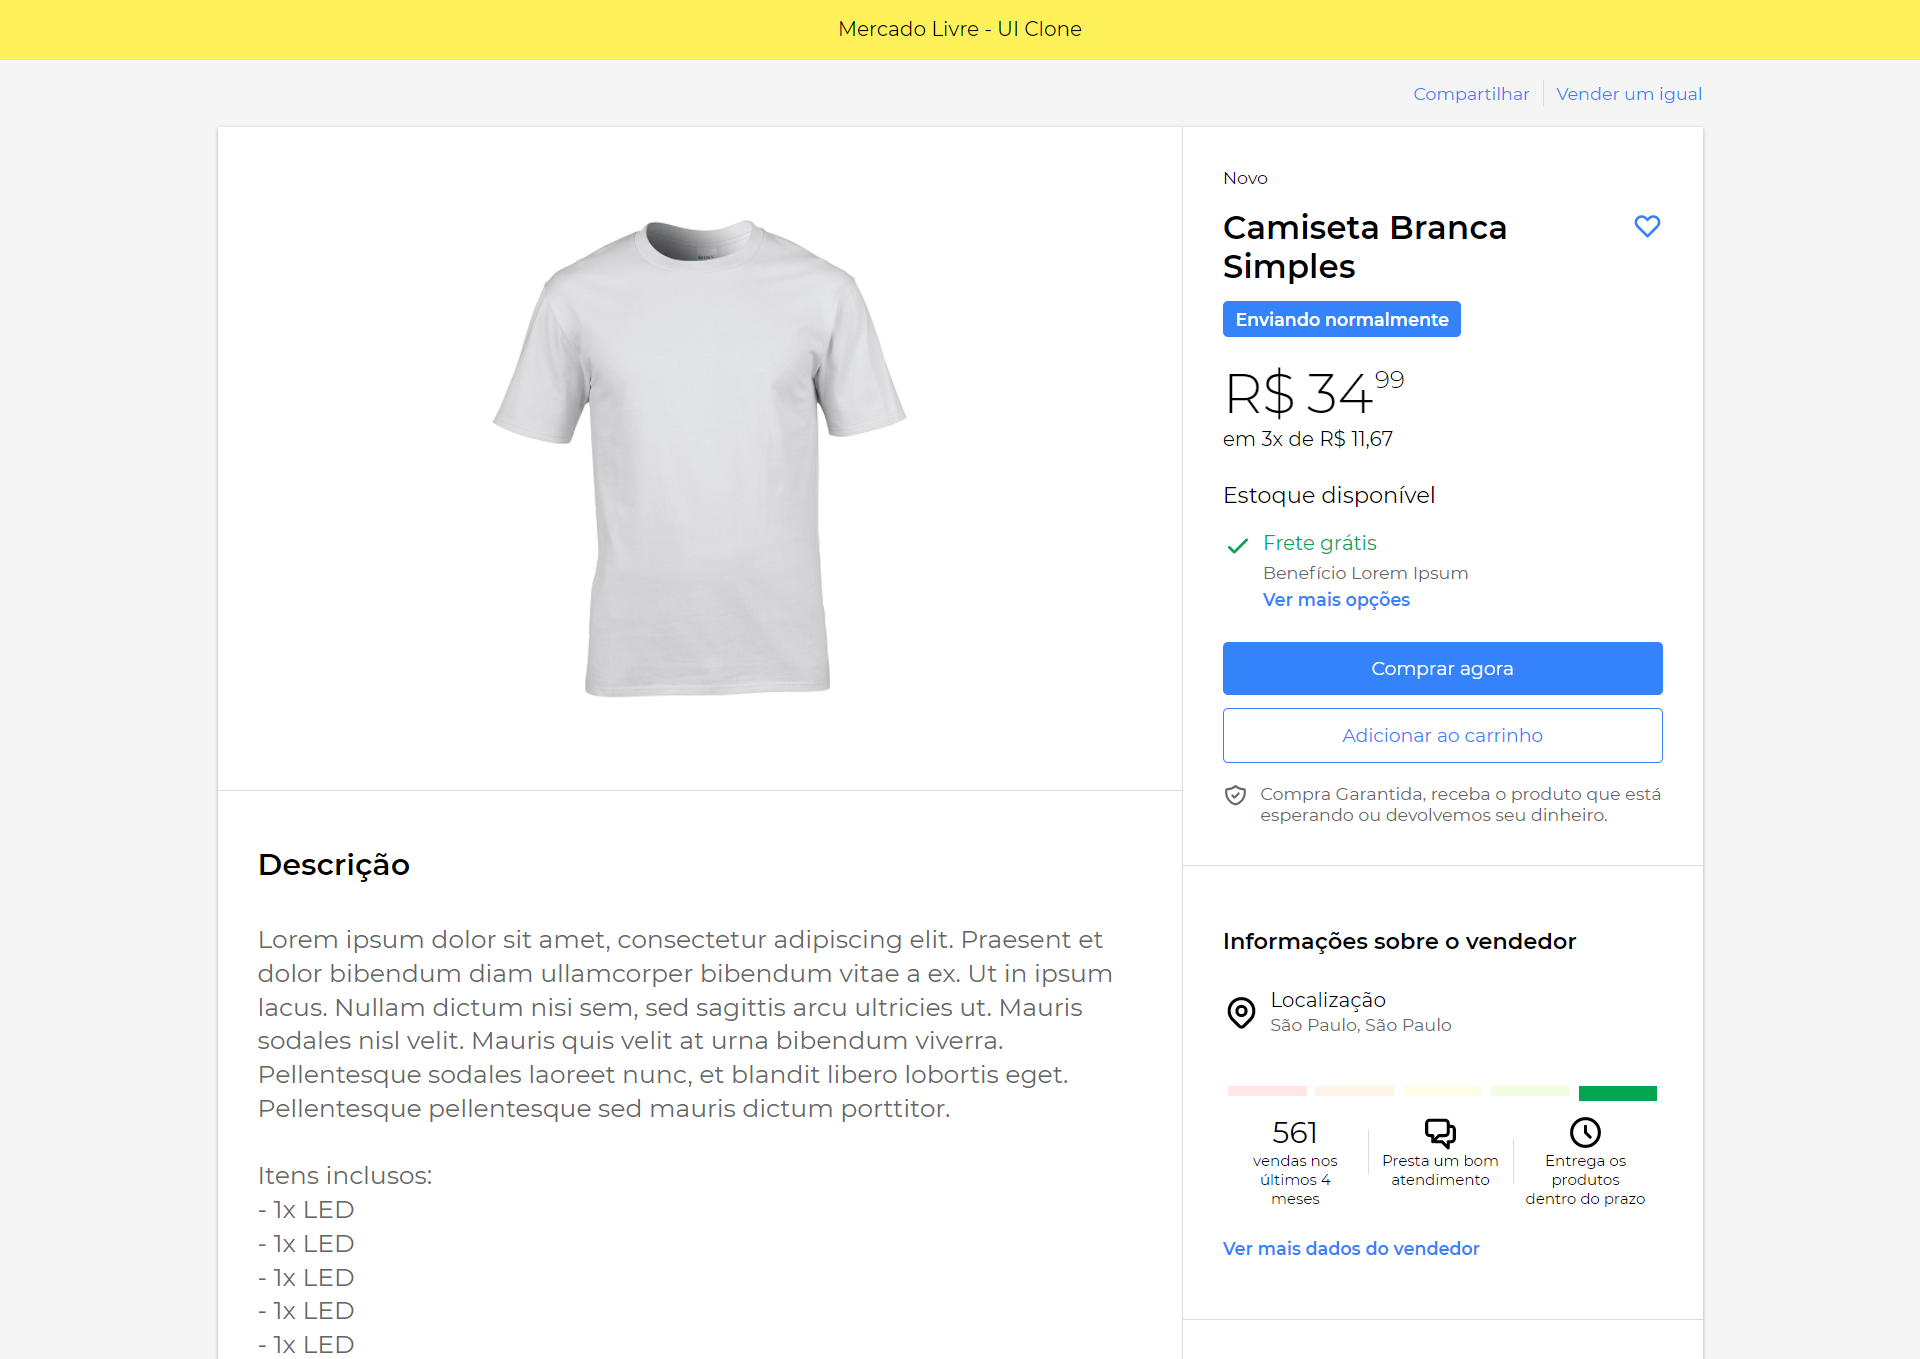 Mercado Livre - UI Clone
Compartilhar
Vender um igual
Novo
Camiseta Branca
Simples
Enviando normalmente
R$ 34 99
em 3x de R$ 11,67
Estoque disponível
Frete grátis
Benefício Lorem Ipsum
Ver mais opções
Comprar agora
Adicionar ao carrinho
Compra Garantida, receba o produto que está
esperando ou devolvemos seu dinheiro.
Descrição
Lorem ipsum dolor sit amet, consectetur adipiscing elit. Praesent et
dolor bibendum diam ullamcorper bibendum vitae a ex. Ut in ipsum
lacus. Nullam dictum nisi sem, sed sagittis arcu ultricies ut. Mauris
sodales nisl velit. Mauris quis velit at urna bibendum viverra.
Pellentesque sodales laoreet nunc, et blandit libero lobortis eget.
Pellentesque pellentesque sed mauris dictum porttitor.
Itens inclusos:
- 1x LED
- 1x LED
- 1x LED
- 1x LED
- 1x LED
Informações sobre o vendedor
Localização
São Paulo, São Paulo
561
vendas nos
últimos 4
meses
Presta um bom
atendimento
Entrega os
produtos
dentro do prazo
Ver mais dados do vendedor